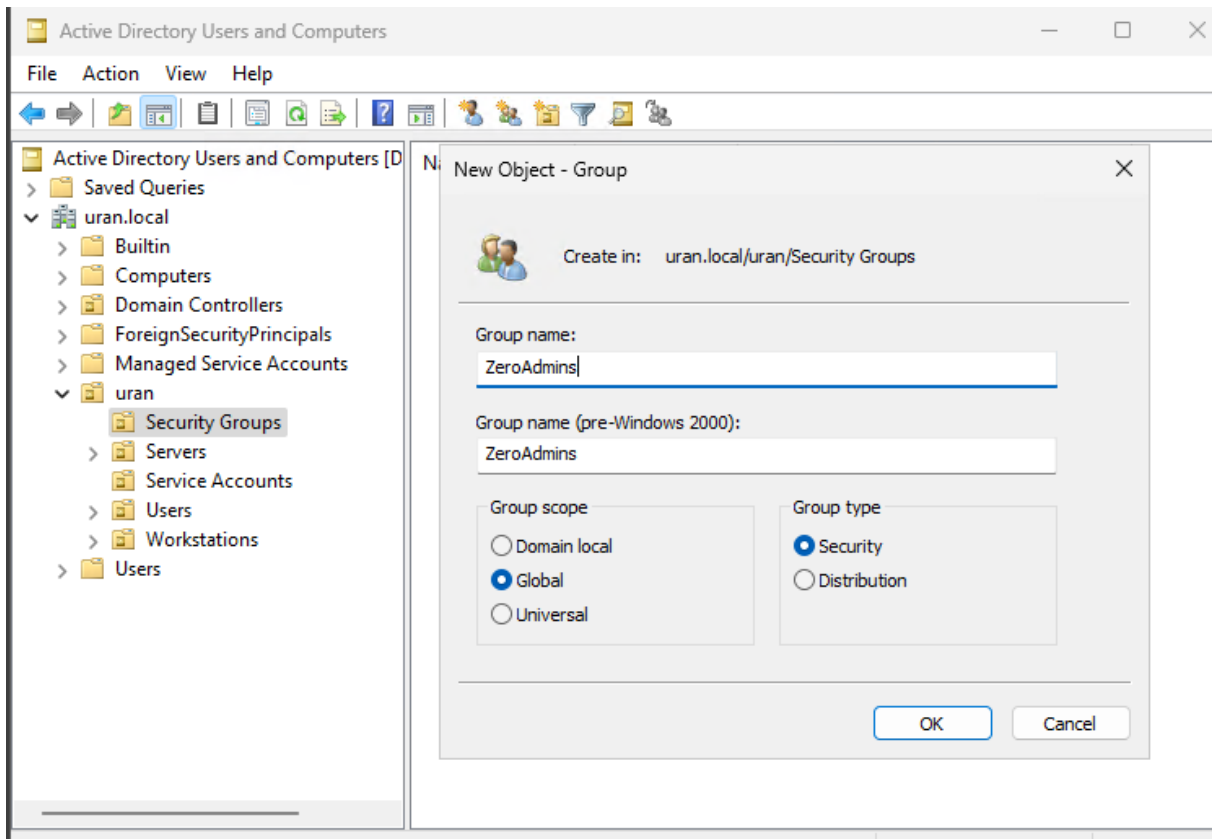 Active Directory Users and Computers
File Action View Help
Active Directory Users and Computers [D
Saved Queries
uran.local
Builtin
Computers
Domain Controllers
ForeignSecurityPrincipals
Managed Service Accounts
uran
Security Groups
Servers
Service Accounts
Users
Workstations
Users
Na
New Object - Group
Create in: uran.local/uran/Security Groups
Group name:
ZeroAdmins
Group name (pre-Windows 2000):
ZeroAdmins
Group scope
Domain local
Global
Universal
Group type
Security
Distribution
OK Cancel